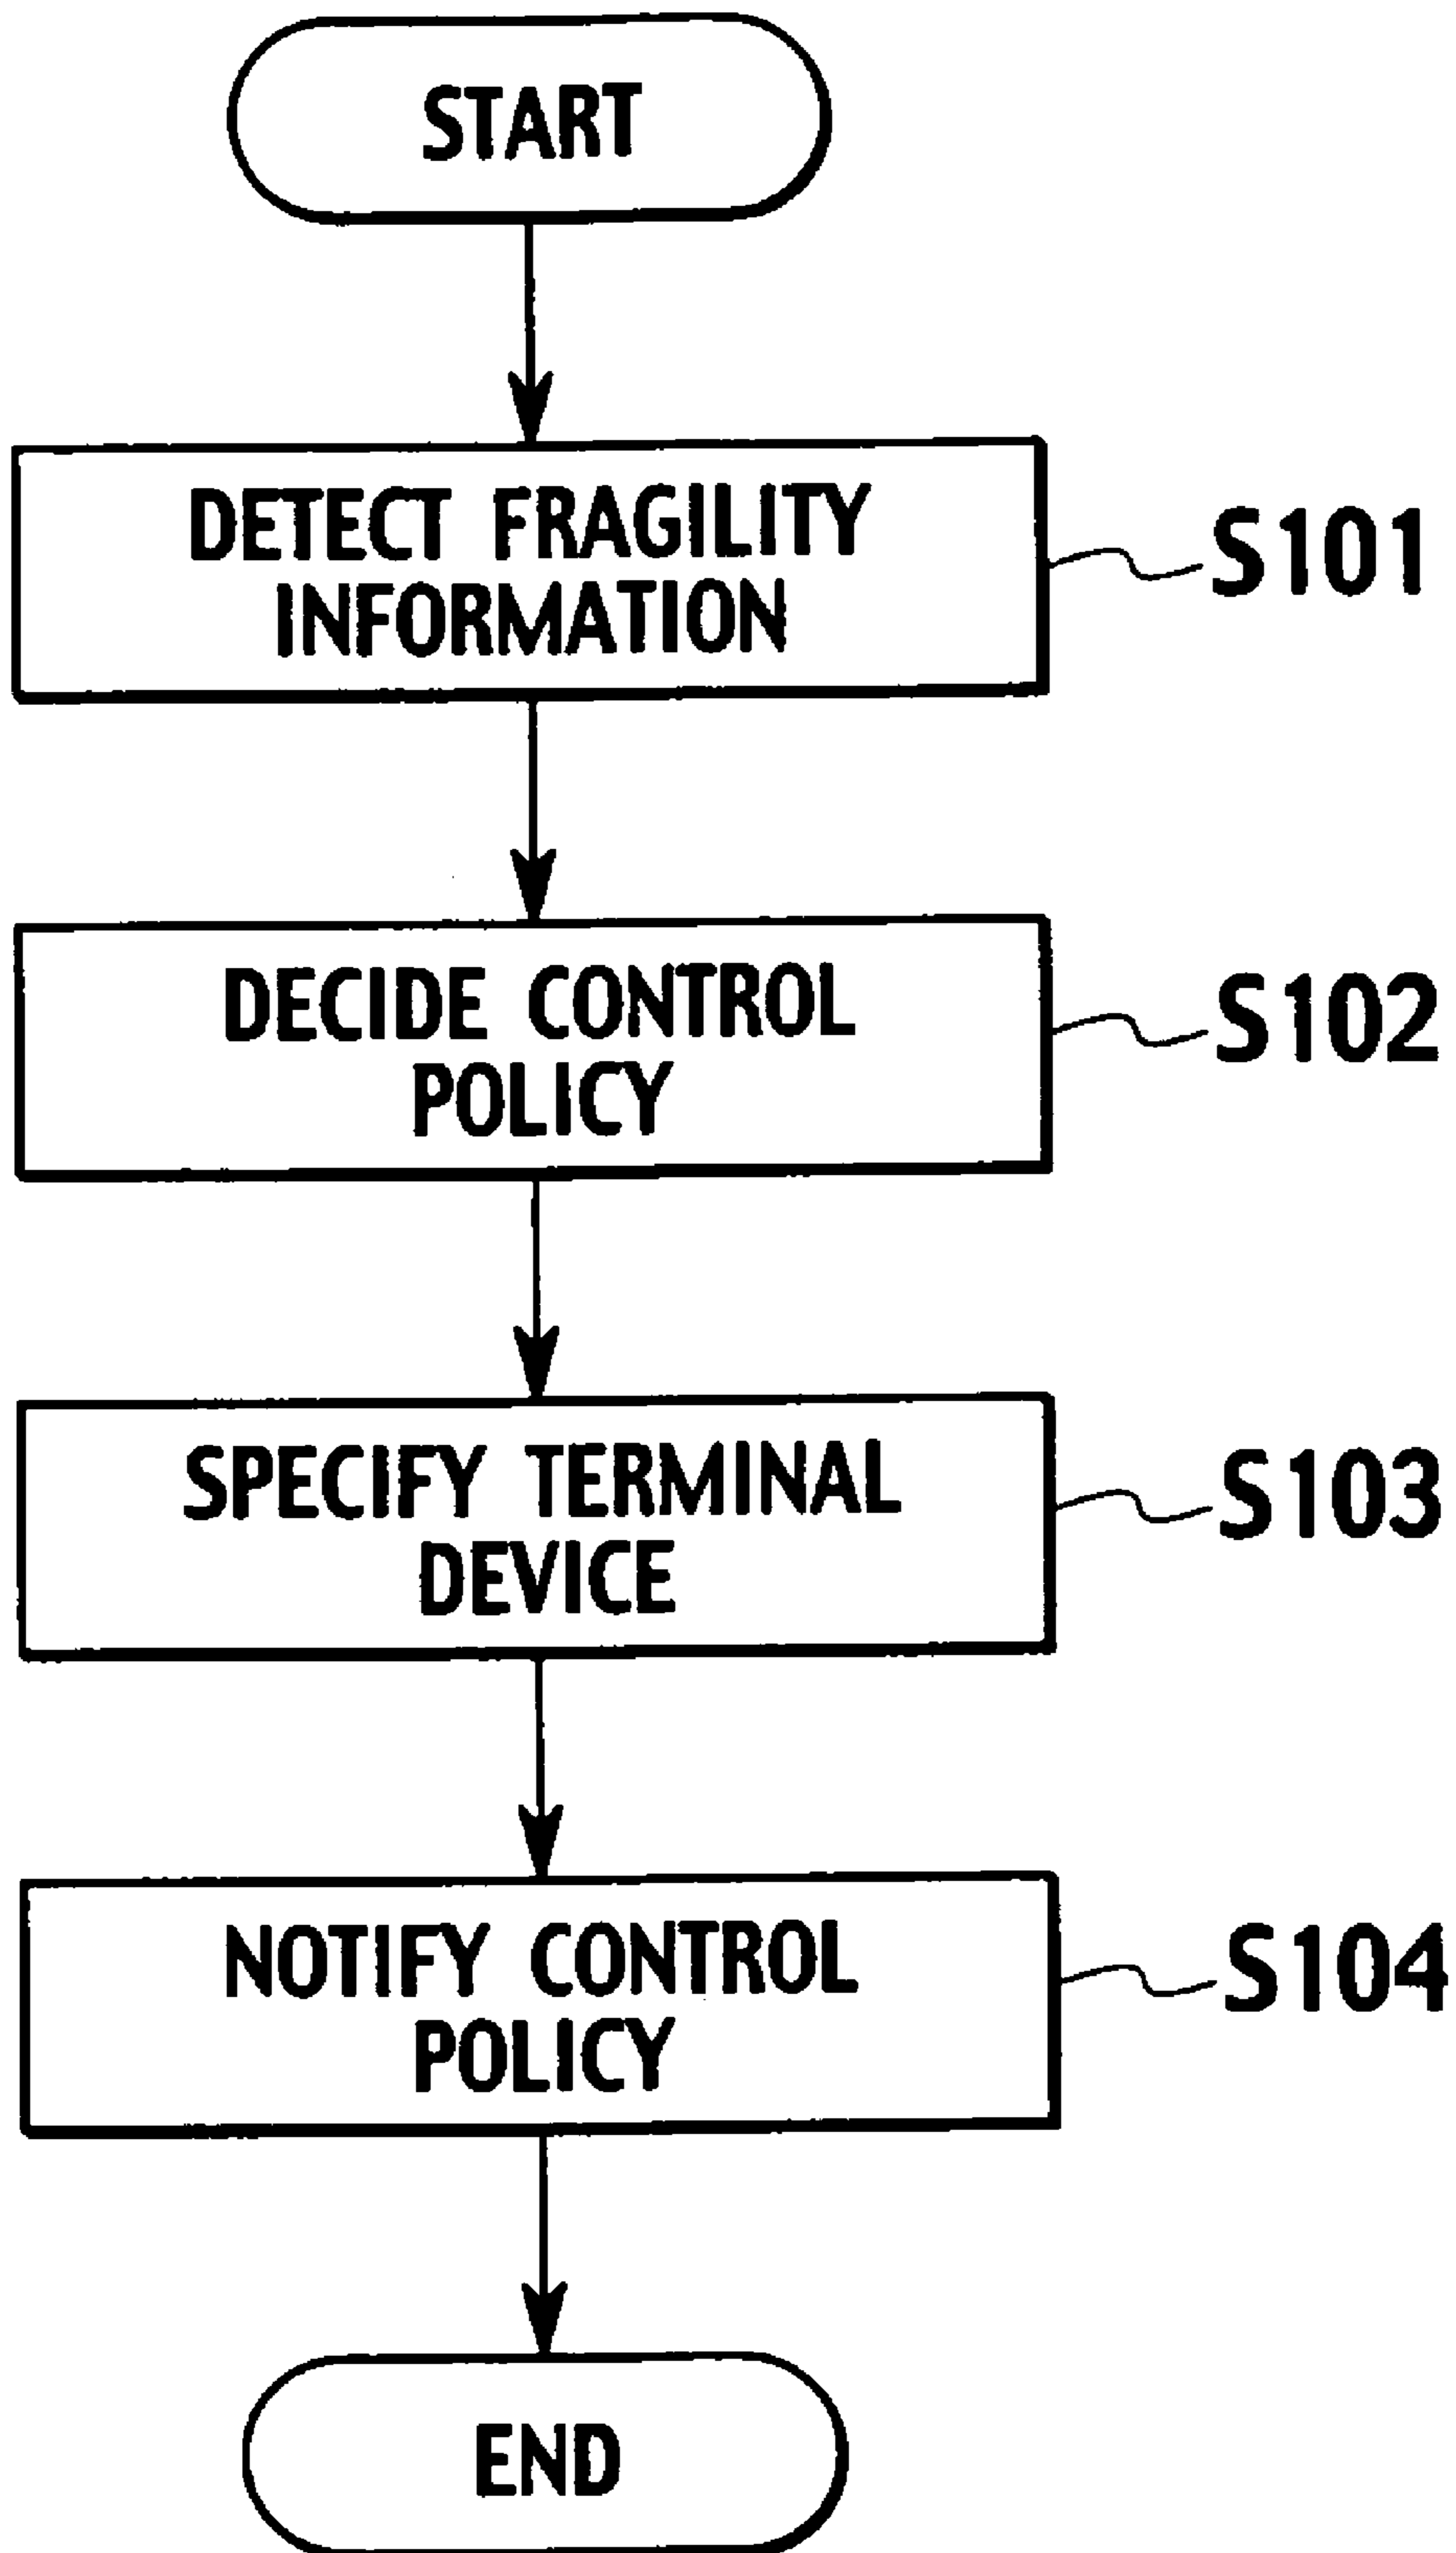 START
DETECT FRAGILITY
INFORMATION
S101
DECIDE CONTROL
POLICY
S102
SPECIFY TERMINAL
DEVICE
S103
NOTIFY CONTROL
POLICY
S104
END